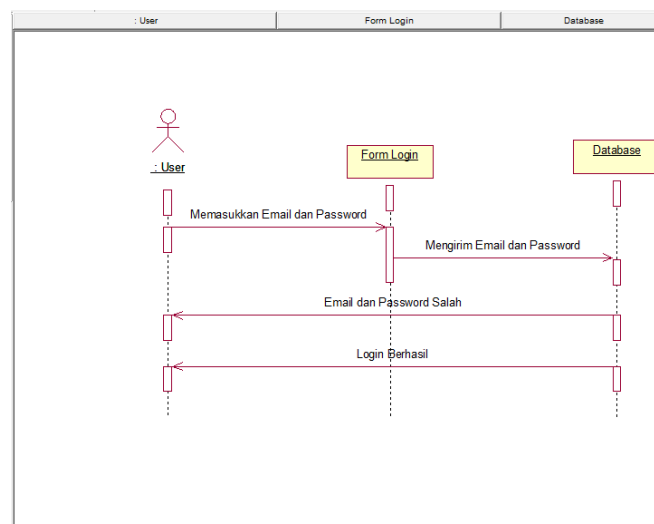 : User
Form Login
Database
: User
Form Login
Database
Memasukkan Email dan Password
Mengirim Email dan Password
Email dan Password Salah
Login Berhasil